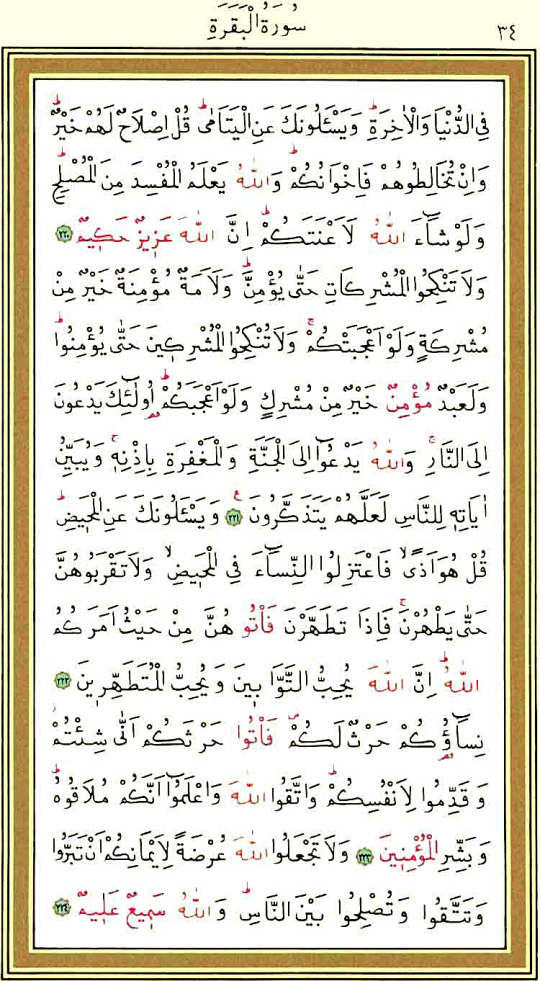 سُورَةُ الْبَقَرَةِ ٣٤
فِى الدُّنْيَا وَالْاٰخِرَةِۜ وَيَسْـَٔلُونَكَ عَنِ الْيَتَامٰىۜ قُلْ اِصْلَاحٌ لَهُمْ خَيْرٌۜ
وَاِنْ تُخَالِطُوهُمْ فَاِخْوَانُكُمْۜ وَاللّٰهُ يَعْلَمُ الْمُفْسِدَ مِنَ الْمُصْلِحِۜ
وَلَوْ شَٓاءَ اللّٰهُ لَاَعْنَتَكُمْۜ اِنَّ اللّٰهَ عَزِيزٌ حَكِيمٌ ﴿٢٢٠﴾
وَلَا تَنْكِحُوا الْمُشْرِكَاتِ حَتّٰى يُؤْمِنَّۜ وَلَاَمَةٌ مُؤْمِنَةٌ خَيْرٌ مِنْ
مُشْرِكَةٍ وَلَوْ اَعْجَبَتْكُمْۚ وَلَا تُنْكِحُوا الْمُشْرِكِينَ حَتّٰى يُؤْمِنُواۜ
وَلَعَبْدٌ مُؤْمِنٌ خَيْرٌ مِنْ مُشْرِكٍ وَلَوْ اَعْجَبَكُمْۜ اُو۬لٰٓئِكَ يَدْعُونَ
اِلَى النَّارِۚ وَاللّٰهُ يَدْعُٓوا اِلَى الْجَنَّةِ وَالْمَغْفِرَةِ بِاِذْنِهٖۚ وَيُبَيِّنُ
اٰيَاتِهٖ لِلنَّاسِ لَعَلَّهُمْ يَتَذَكَّرُونَ ﴿٢٢١﴾ وَيَسْـَٔلُونَكَ عَنِ الْمَحِيضِۜ
قُلْ هُوَ اَذًىۙ فَاعْتَزِلُوا النِّسَٓاءَ فِى الْمَحِيضِۙ وَلَا تَقْرَبُوهُنَّ
حَتّٰى يَطْهُرْنَۚ فَاِذَا تَطَهَّرْنَ فَاْتُوهُنَّ مِنْ حَيْثُ اَمَرَكُمُ
اللّٰهُۜ اِنَّ اللّٰهَ يُحِبُّ التَّوَّابِينَ وَيُحِبُّ الْمُتَطَهِّرِينَ ﴿٢٢٢﴾
نِسَٓاؤُ۬كُمْ حَرْثٌ لَكُمْۖ فَاْتُوا حَرْثَكُمْ اَنّٰى شِئْتُمْۘ
وَقَدِّمُوا لِاَنْفُسِكُمْۜ وَاتَّقُوا اللّٰهَ وَاعْلَمُٓوا اَنَّكُمْ مُلَاقُوهُۜ
وَبَشِّرِ الْمُؤْمِنِينَ ﴿٢٢٣﴾ وَلَا تَجْعَلُوا اللّٰهَ عُرْضَةً لِاَيْمَانِكُمْ اَنْ تَبَرُّوا
وَتَتَّقُوا وَتُصْلِحُوا بَيْنَ النَّاسِۜ وَاللّٰهُ سَمِيعٌ عَلِيمٌ ﴿٢٢٤﴾